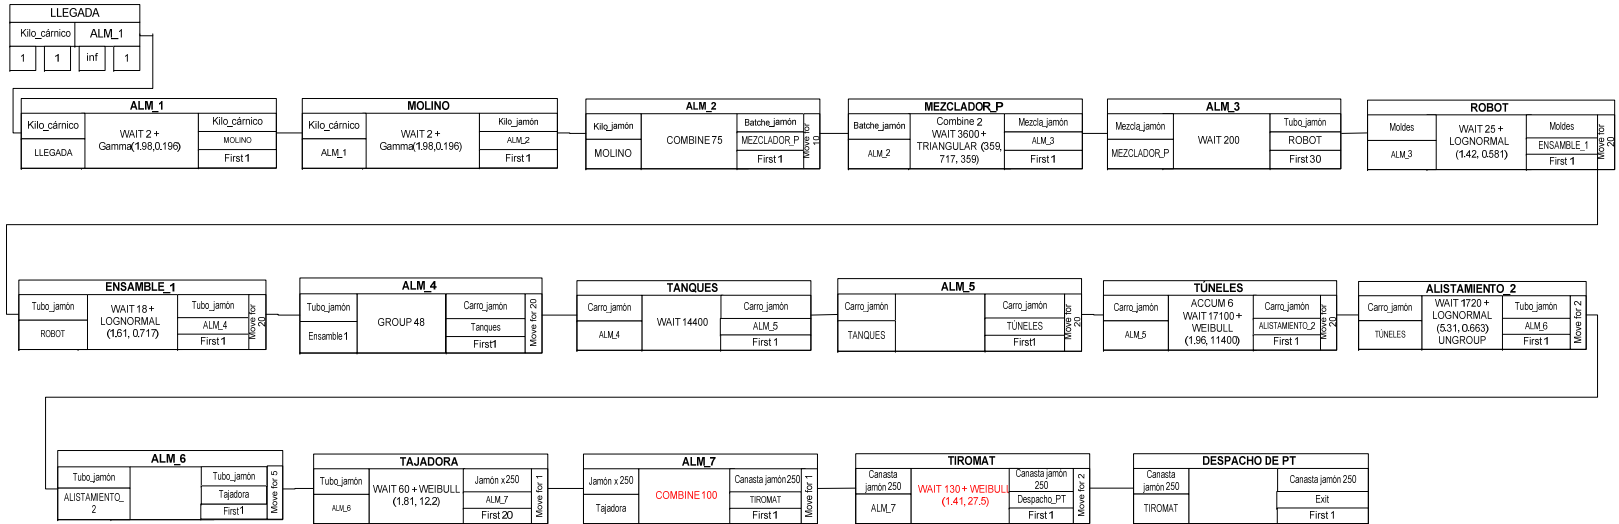 LLEGADA
Kilo_cárnico ALM_1
1 1 inf 1
ALM_1
Kilo_cárnico
LLEGADA
WAIT 2 +
Gamma(1.98,0.196)
Kilo_cárnico
MOLINO
First 1
MOLINO
Kilo_cárnico
ALM_1
WAIT 2 +
Gamma(1.98,0.196)
Kilo_jamón
ALM_2
First 1
ALM_2
Kilo_jamón
MOLINO
COMBINE 75
Batche_jamón
MEZCLADOR_P
First 1
Move for
10
MEZCLADOR_P
Batche_jamón
ALM_2
Combine 2
WAIT 3600 +
TRIANGULAR (359,
717, 359)
Mezcla_jamón
ALM_3
First 1
ALM_3
Mezcla_jamón
MEZCLADOR_P
WAIT 200
Tubo_jamón
ROBOT
First 30
ROBOT
Moldes
ALM_3
WAIT 25 +
LOGNORMAL
(1.42, 0.581)
Moldes
ENSAMBLE_1
First 1
Move for
20
ENSAMBLE_1
Tubo_jamón
ROBOT
WAIT 18 +
LOGNORMAL
(1.61, 0.717)
Tubo_jamón
ALM_4
First 1
Move for
20
ALM_4
Tubo_jamón
Ensamble 1
GROUP 48
Carro_jamón
Tanques
First1
Move for 20
TANQUES
Carro_jamón
ALM_4
WAIT 14400
Carro_jamón
ALM_5
First 1
ALM_5
Carro_jamón
TANQUES
Carro_jamón
TÚNELES
First1
Move for
20
TÚNELES
Carro_jamón
ALM_5
ACCUM 6
WAIT 17100 +
WEIBULL
(1.96, 11400)
Carro_jamón
ALISTAMIENTO_2
First 1
Move for
20
ALISTAMIENTO_2
Carro_jamón
TÚNELES
WAIT 1720 +
LOGNORMAL
(5.31, 0.663)
UNGROUP
Tubo_jamón
ALM_6
First 1
Move for 2
ALM_6
Tubo_jamón
ALISTAMIENTO_
2
Tubo_jamón
Tajadora
First1
Move for 5
TAJADORA
Tubo_jamón
ALM_6
WAIT 60 + WEIBULL
(1.81, 12.2)
Jamón x250
ALM_7
First 20
Move for 1
ALM_7
Jamón x 250
Tajadora
COMBINE 100
Canasta jamón 250
TIROMAT
First 1
Move for 1
TIROMAT
Canasta
jamón 250
ALM_7
WAIT 130 + WEIBULL
(1.41, 27.5)
Canasta jamón
250
Despacho_PT
First 1
Move for 2
DESPACHO DE PT
Canasta
jamón 250
TIROMAT
Canasta jamón 250
Exit
First 1